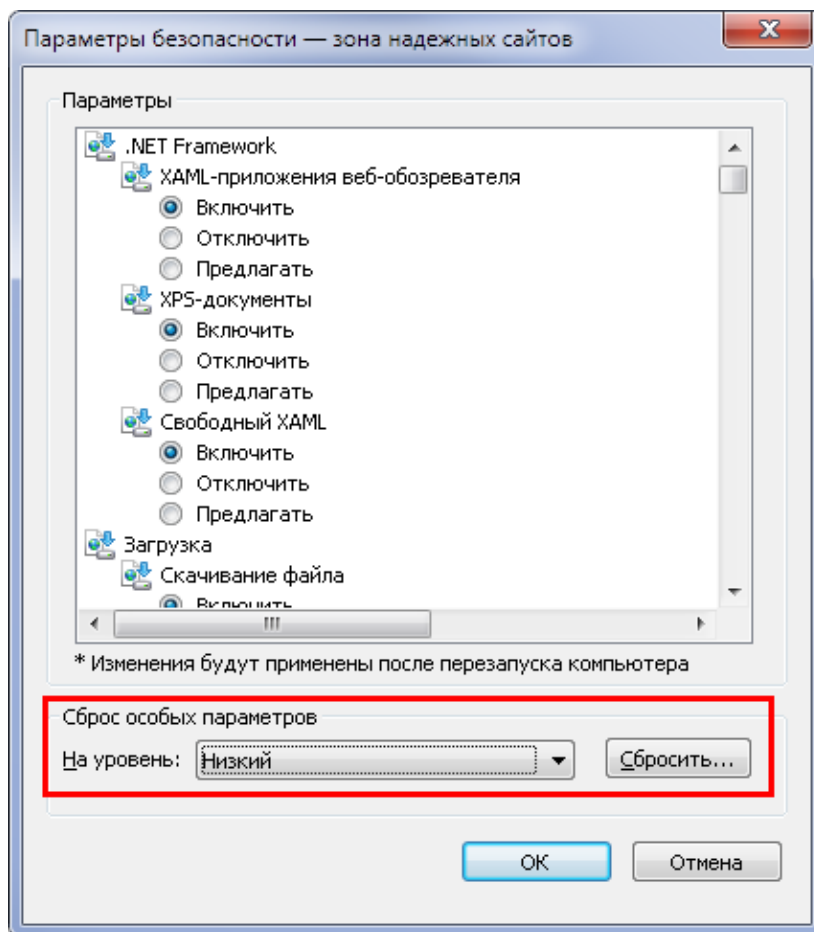 Параметры безопасности — зона надежных сайтов
X
Параметры
.NET Framework
XAML-приложения веб-обозревателя
Включить
Отключить
Предлагать
XPS-документы
Включить
Отключить
Предлагать
Свободный XAML
Включить
Отключить
Предлагать
Загрузка
Скачивание файла
Включить
* Изменения будут применены после перезапуска компьютера
Сброс особых параметров
На уровень: Низкий Сбросить...
OK Отмена